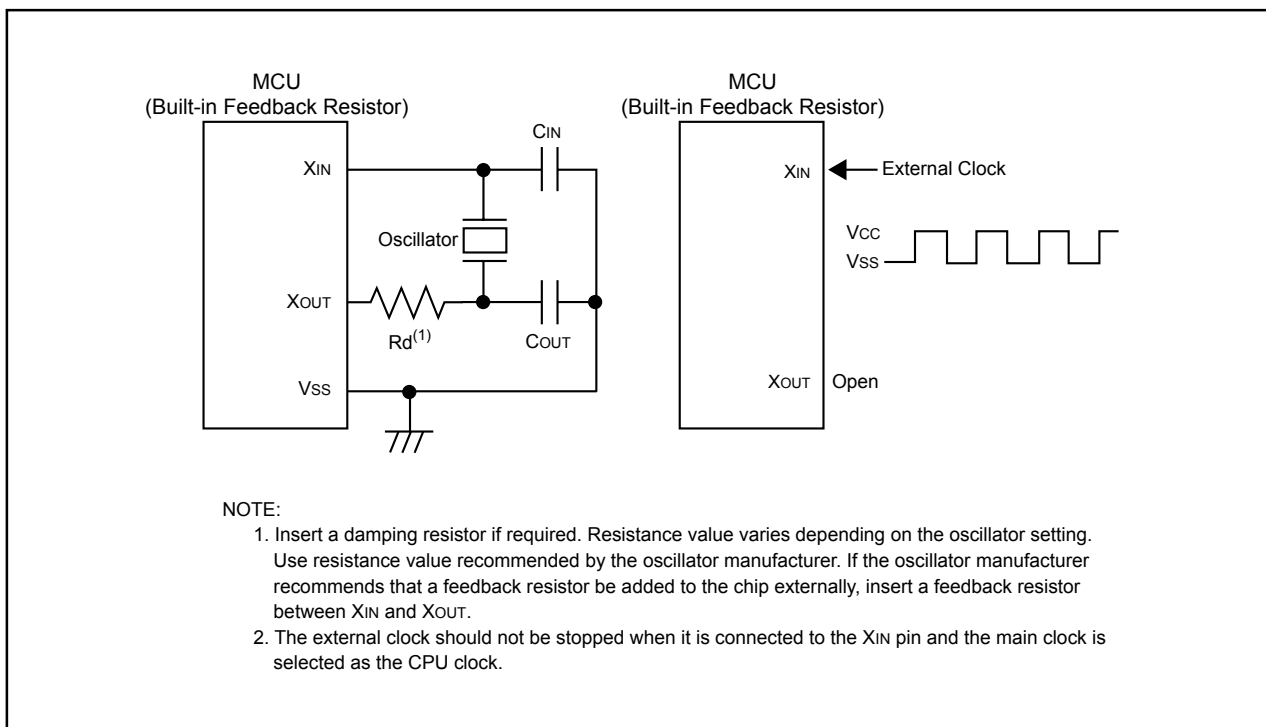 MCU
(Built-in Feedback Resistor)
XIN
CIN
Oscillator
XOUT
Rd(1)
COUT
VSS
MCU
(Built-in Feedback Resistor)
XIN
External Clock
VCC
VSS
XOUT
Open
NOTE:
1. Insert a damping resistor if required. Resistance value varies depending on the oscillator setting.
Use resistance value recommended by the oscillator manufacturer. If the oscillator manufacturer
recommends that a feedback resistor be added to the chip externally, insert a feedback resistor
between XIN and XOUT.
2. The external clock should not be stopped when it is connected to the XIN pin and the main clock is
selected as the CPU clock.